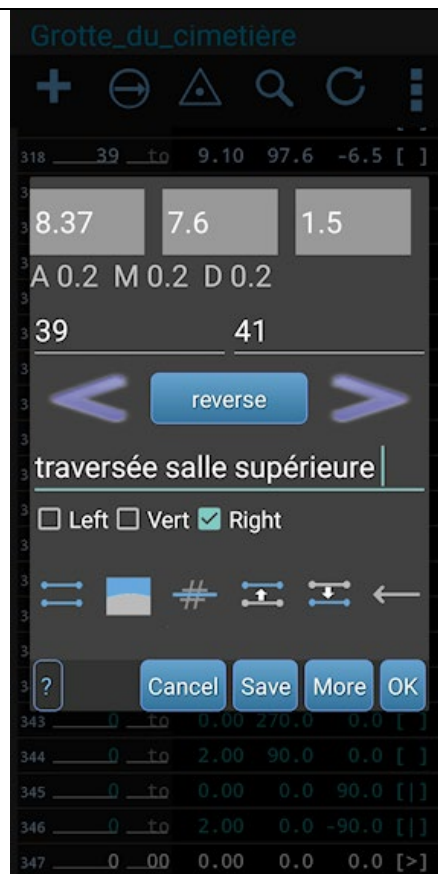 Grotte_du_cimetière
318 39 to 9.10 97.6 -6.5 [ ]
8.37 7.6 1.5
A 0.2 M 0.2 D 0.2
39 41
reverse
traversée salle supérieure
Left Vert Right
? Cancel Save More OK
343 0 to 0.00 270.0 0.0 [ ]
344 0 to 2.00 90.0 0.0 [ ]
345 0 to 0.00 0.0 90.0 [|]
346 0 to 2.00 0.0 -90.0 [|]
347 0 00 0.00 0.0 0.0 [>]